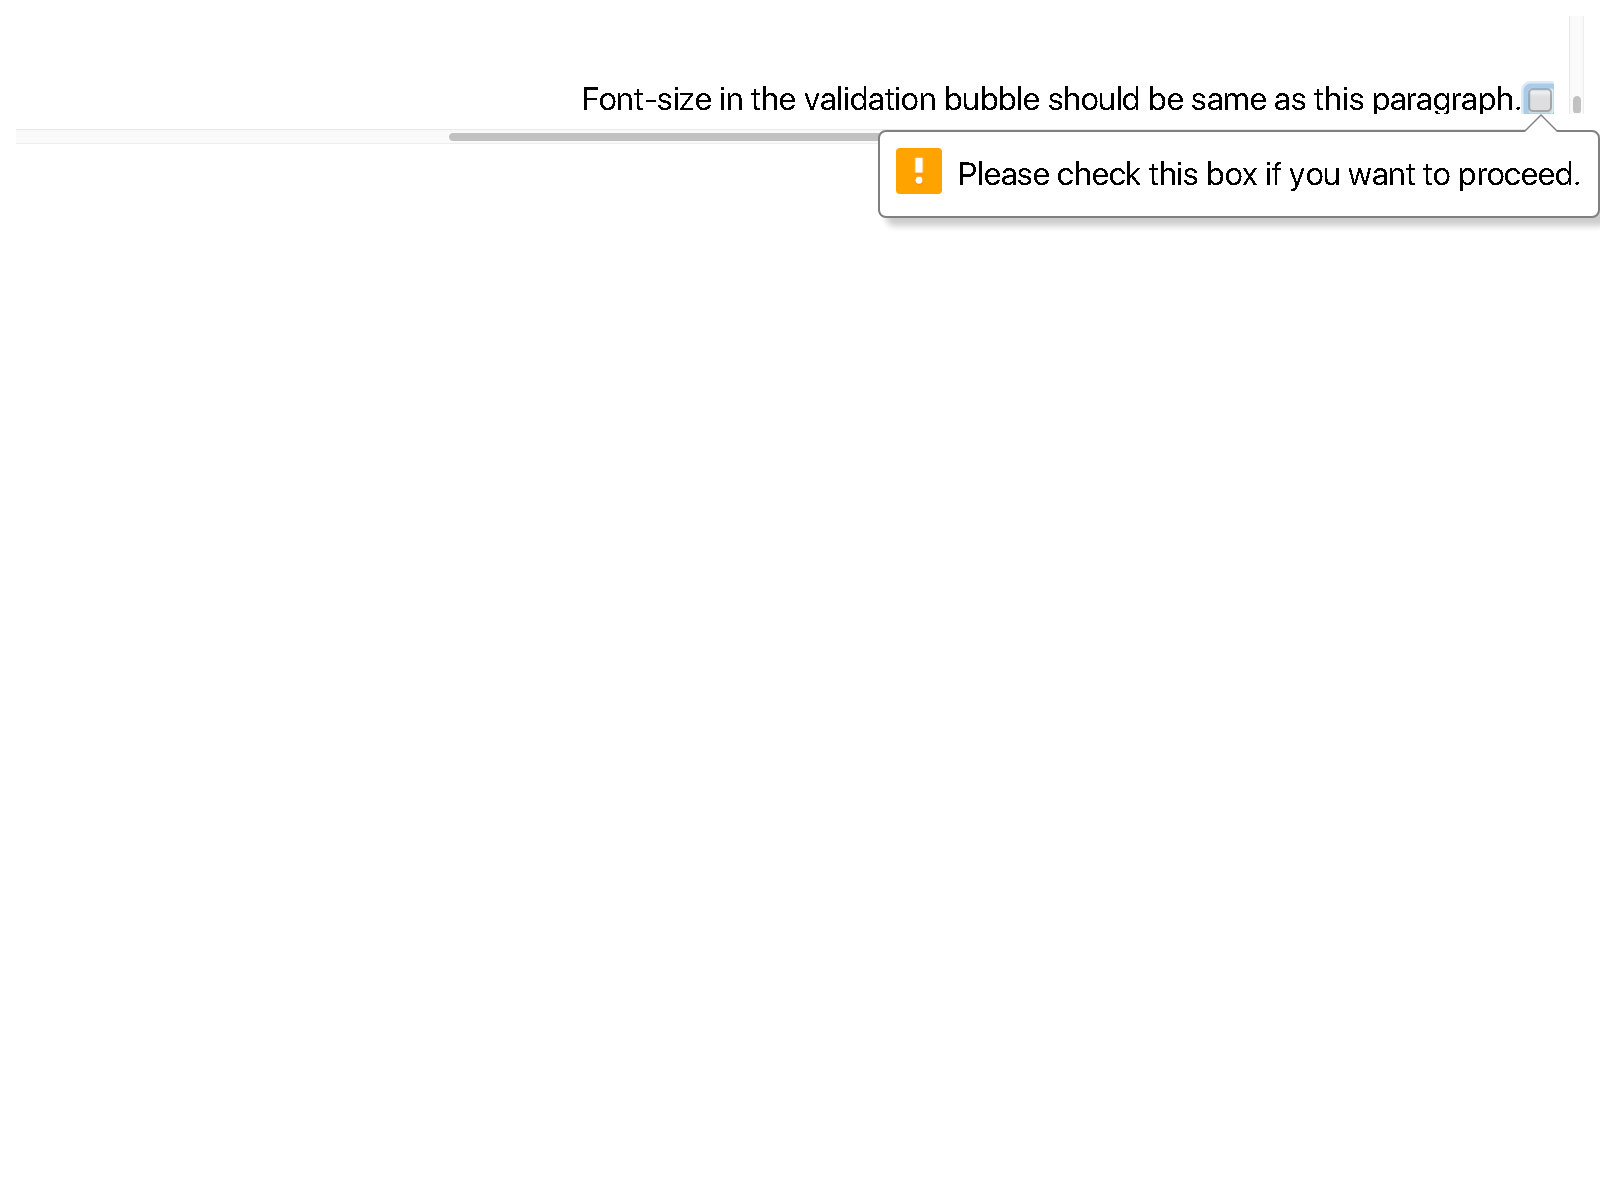 Font-size in the validation bubble should be same as this paragraph.
Please check this box if you want to proceed.